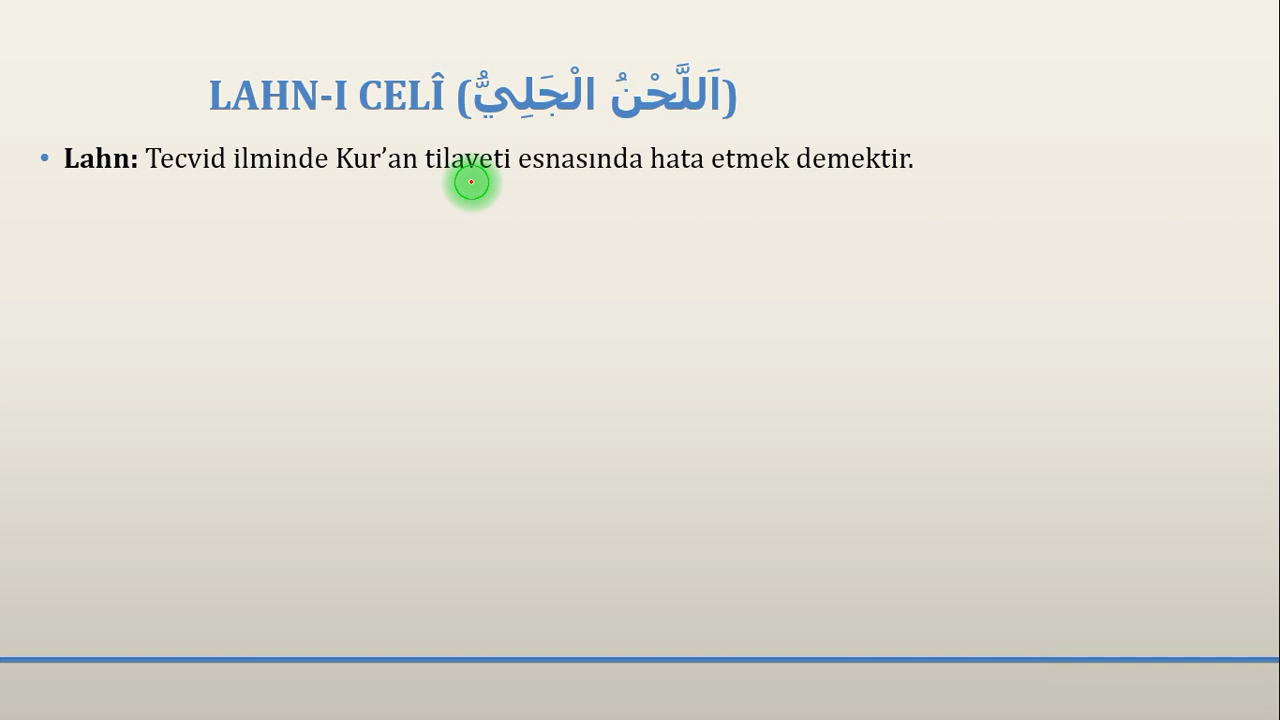 LAHN-I CELÎ (اَللَّحْنُ الْجَلِيُّ)
• Lahn: Tecvid ilminde Kur’an tilaveti esnasında hata etmek demektir.